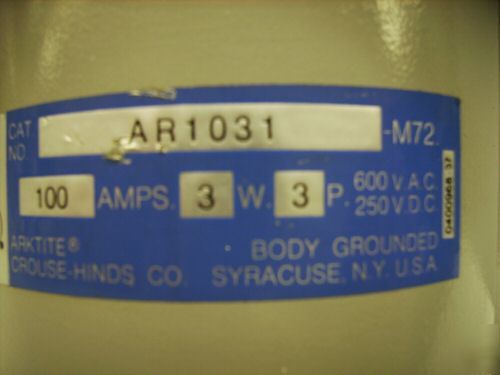 CAT. NO. AR1031 -M72.
100 AMPS. 3 W. 3 P. 600 V.A.C. 250 V.D.C.
ARKTITE® BODY GROUNDED
CROUSE-HINDS CO. SYRACUSE, N.Y. U.S.A.